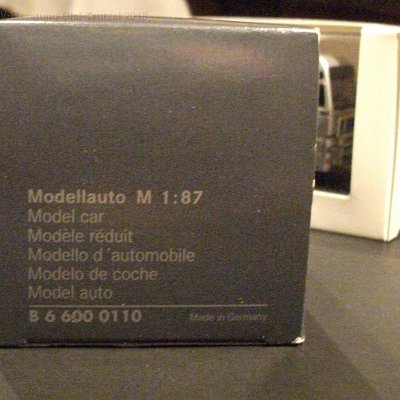 Modellauto M 1:87
Model car
Modèle réduit
Modello d´automobile
Modelo de coche
Model auto
B 6 600 0110
Made in Germany